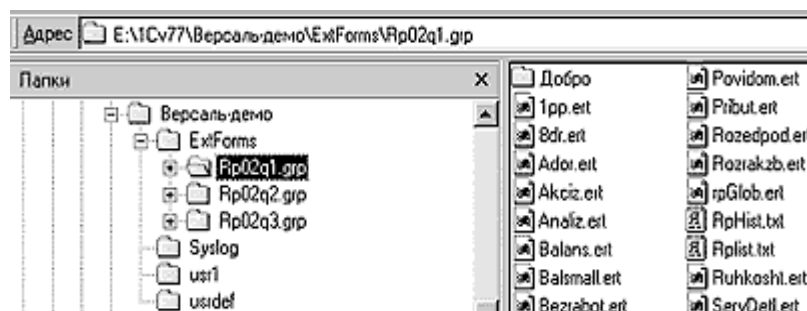 Адрес E:\1Cv77\Версаль-демо\ExtForms\Rp02q1.grp
Папки
Версаль-демо
ExtForms
Rp02q1.grp
Rp02q2.grp
Rp02q3.grp
Syslog
usr1
usrdef
Добро
1pp.ert
8dr.ert
Ador.ert
Akciz.ert
Analiz.ert
Balans.ert
Balsmall.ert
Bezrabot.ert
Povidom.ert
Pribut.ert
Rozedpod.er
Rozrakzb.ert
rpGlob.ert
RpHist.txt
Rplist.txt
Ruhkosht.ert
ServDetl.ert